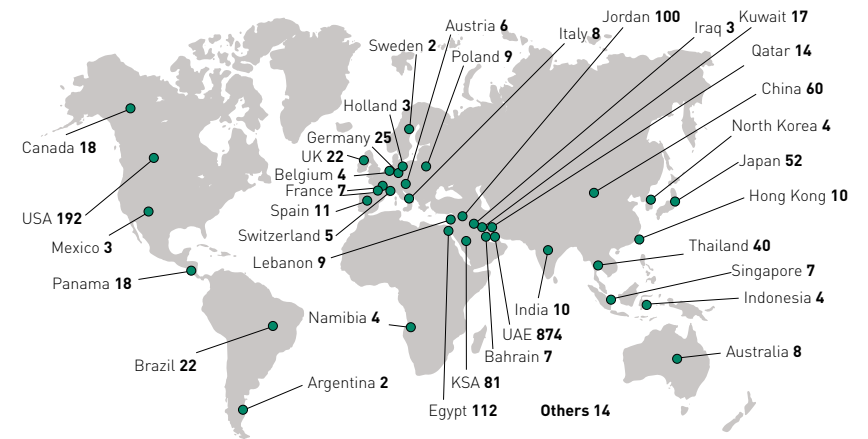 Jordan 100
Kuwait 17
Austria 6
Iraq 3
Italy 8
Sweden 2
Qatar 14
Poland 9
China 60
Holland 3
North Korea 4
Germany 25
Canada 18
UK 22
Japan 52
Belgium 4
France 7
Hong Kong 10
Spain 11
USA 192
Switzerland 5
Mexico 3
Thailand 40
Lebanon 9
Singapore 7
Panama 18
Indonesia 4
India 10
Namibia 4
UAE 874
Bahrain 7
Australia 8
Brazil 22
KSA 81
Argentina 2
Egypt 112
Others 14